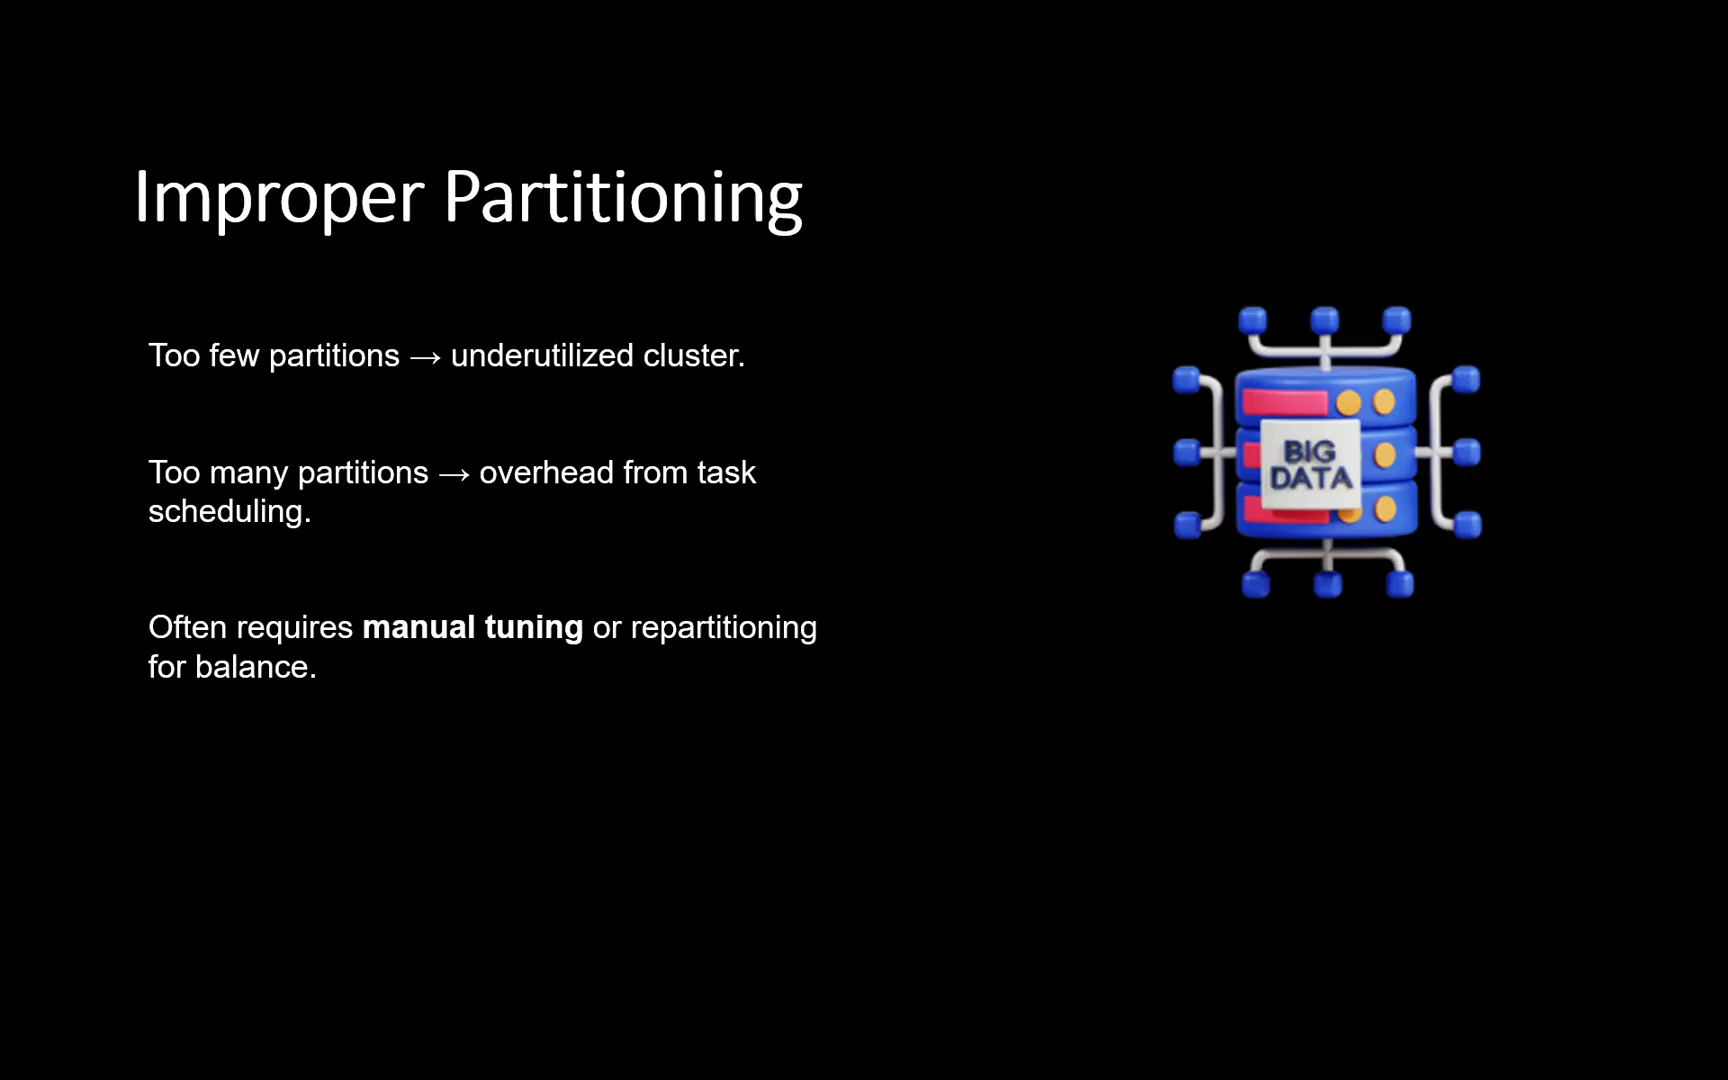 Improper Partitioning
Too few partitions → underutilized cluster.
Too many partitions → overhead from task
scheduling.
Often requires manual tuning or repartitioning
for balance.
BIG
DATA